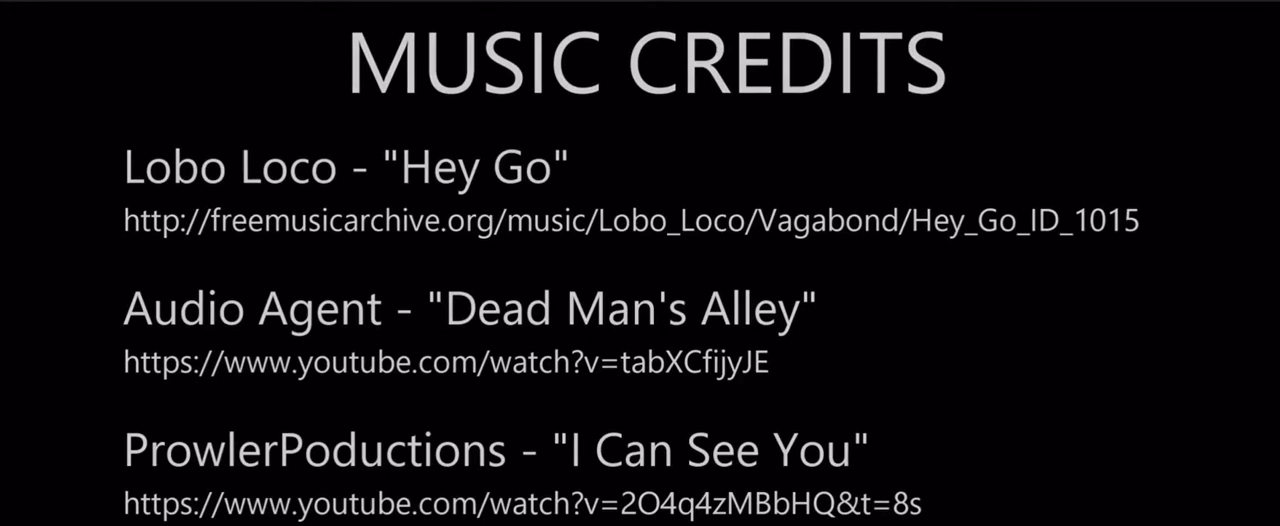 MUSIC CREDITS
Lobo Loco - "Hey Go"
http://freemusicarchive.org/music/Lobo_Loco/Vagabond/Hey_Go_ID_1015
Audio Agent - "Dead Man's Alley"
https://www.youtube.com/watch?v=tabXCfijyJE
ProwlerPoductions - "I Can See You"
https://www.youtube.com/watch?v=2O4q4zMBbHQ&t=8s